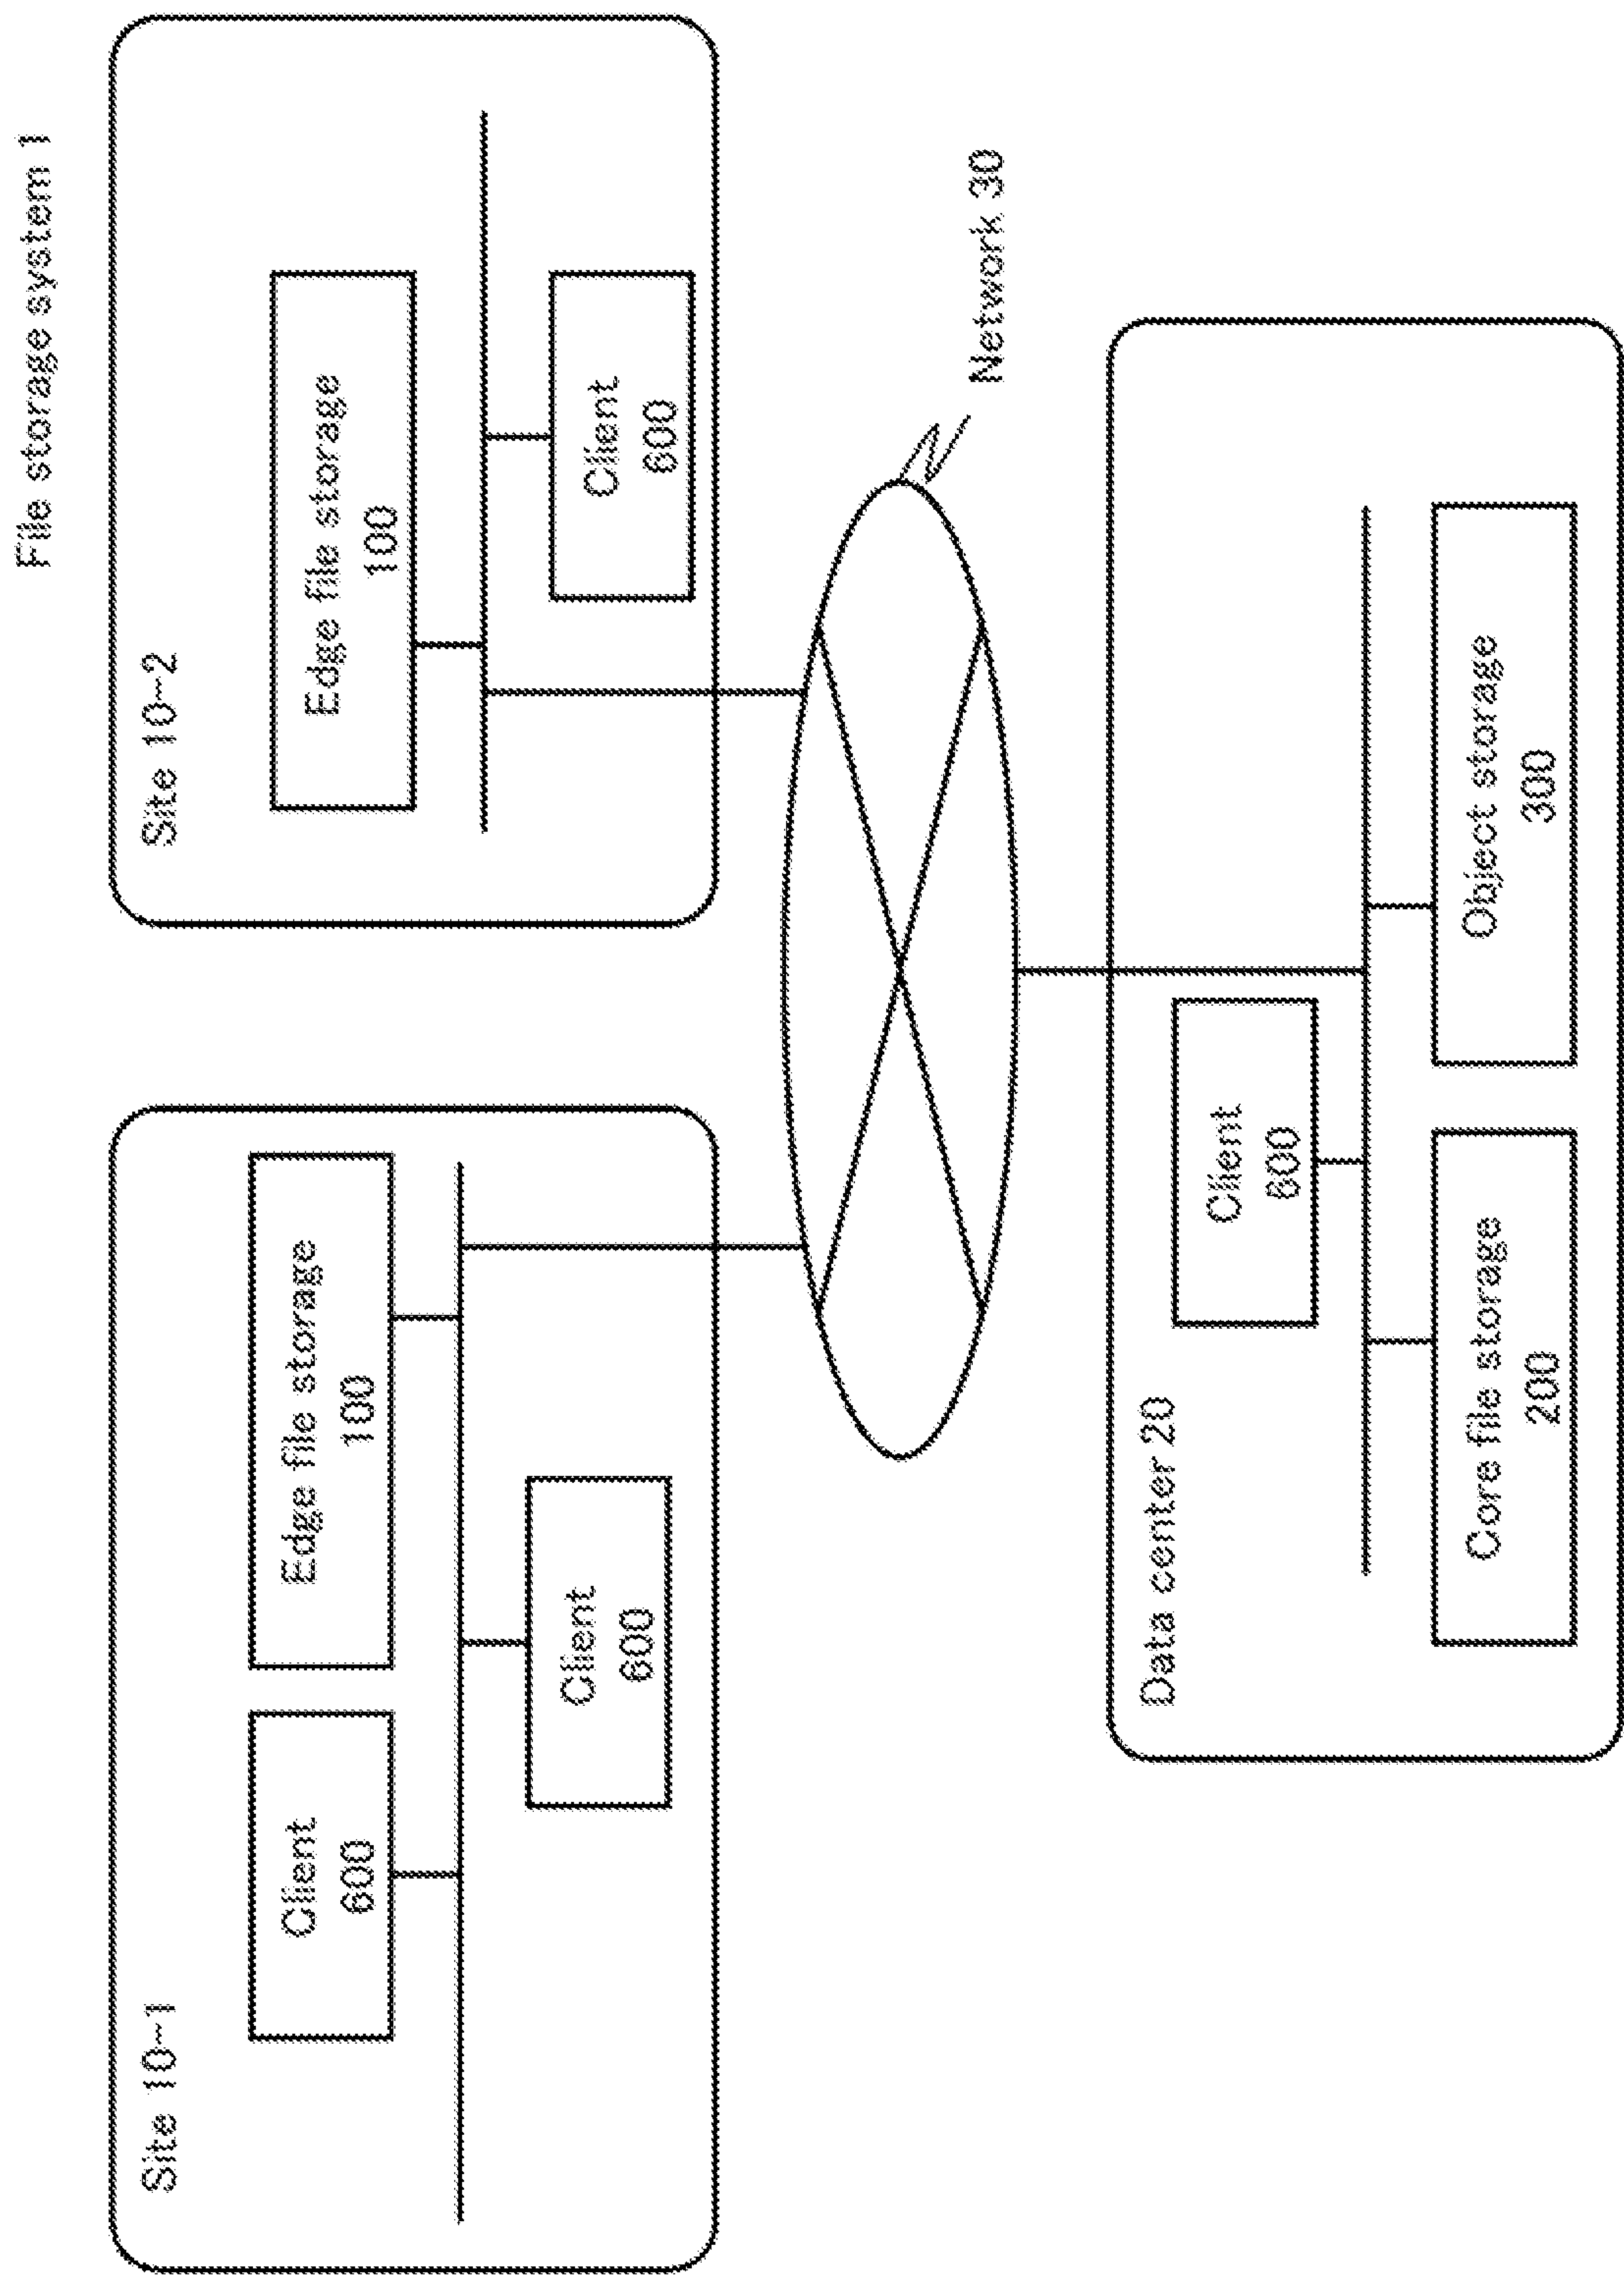 File storage system 1
Site 10-1
Client
600
Edge file storage
100
Client
600
Site 10-2
Edge file storage
100
Client
600
Network 30
Data center 20
Client
600
Core file storage
200
Object storage
300